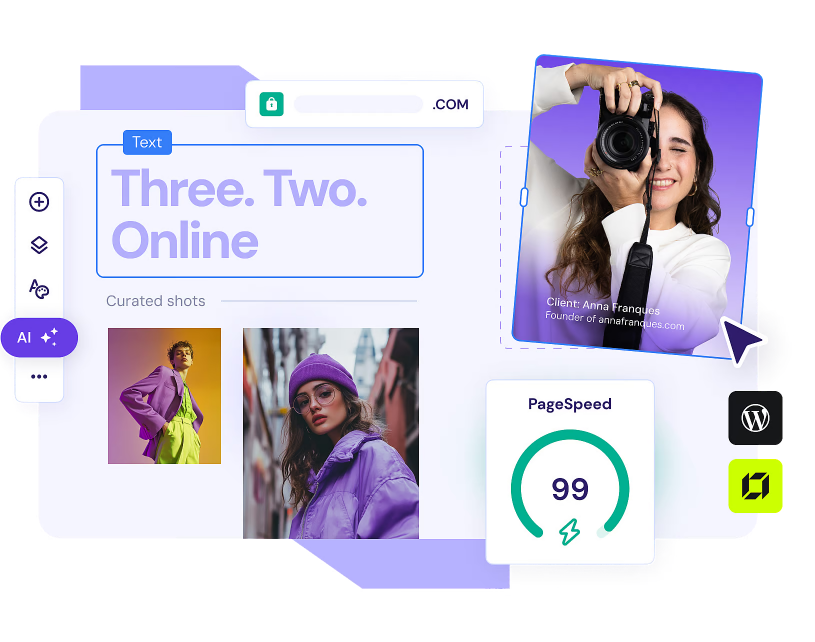 .COM
Text
Three. Two.
Online
Curated shots
AI
Client: Anna Franques
Founder of annafranques.com
PageSpeed
99